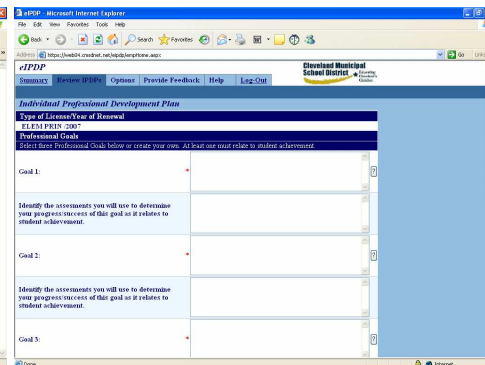 eIPDP - Microsoft Internet Explorer
File Edit View Favorites Tools Help
Back Search Favorites
Address https://web04.cmsdnet.net/eipdp/empHome.aspx Go Links
eIPDP
Cleveland Municipal
School District
Summary Review IPDPs Options Provide Feedback Help Log-Out
Individual Professional Development Plan
Type of License/Year of Renewal
ELEM PRIN /2007
Professional Goals
Select three Professional Goals below or create your own. At least one must relate to student achievement.
Goal 1: * ?
Identify the assesments you will use to determine
your progress/success of this goal as it relates to
student achievement.
Goal 2: * ?
Identify the assesments you will use to determine
your progress/success of this goal as it relates to
student achievement.
Goal 3: * ?
Done Internet